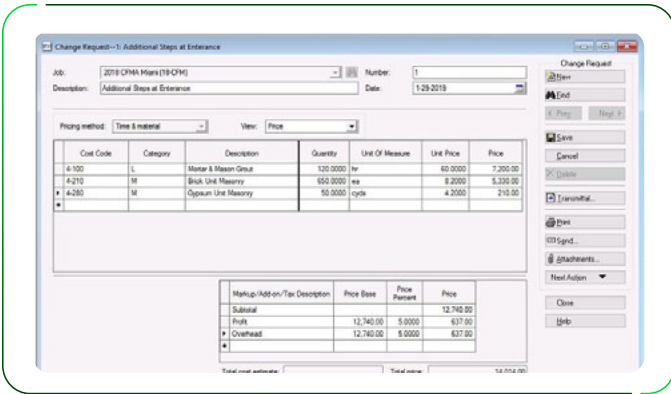 Change Request--1: Additional Steps at Enterance
Job: 2018 CFMA Miami (18-CFM) Number: 1
Description: Additional Steps at Enterance Date: 1-29-2019
Pricing method: Time & material View: Price
Cost Code Category Description Quantity Unit Of Measure Unit Price Price
4-100 L Mortar & Mason Grout 120.0000 hr 60.0000 7,200.00
4-210 M Brick Unit Masonry 650.0000 ea 8.2000 5,330.00
4-280 M Gypsum Unit Masonry 50.0000 cyds 4.2000 210.00
Markup/Add-on/Tax Description Price Base Price Percent Price
Subtotal 12,740.00
Profit 12,740.00 5.0000 637.00
Overhead 12,740.00 5.0000 637.00
Total cost estimate: Total price: 14,014.00
Change Request
New
Find
< Prev Next >
Save
Cancel
Delete
Transmittal...
Print
Send...
Attachments...
Next Action
Close
Help